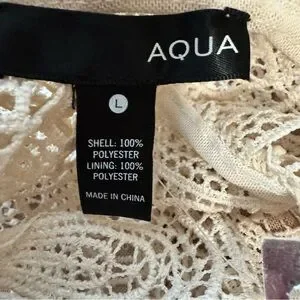 AQUA
L
SHELL: 100%
POLYESTER
LINING: 100%
POLYESTER
MADE IN CHINA